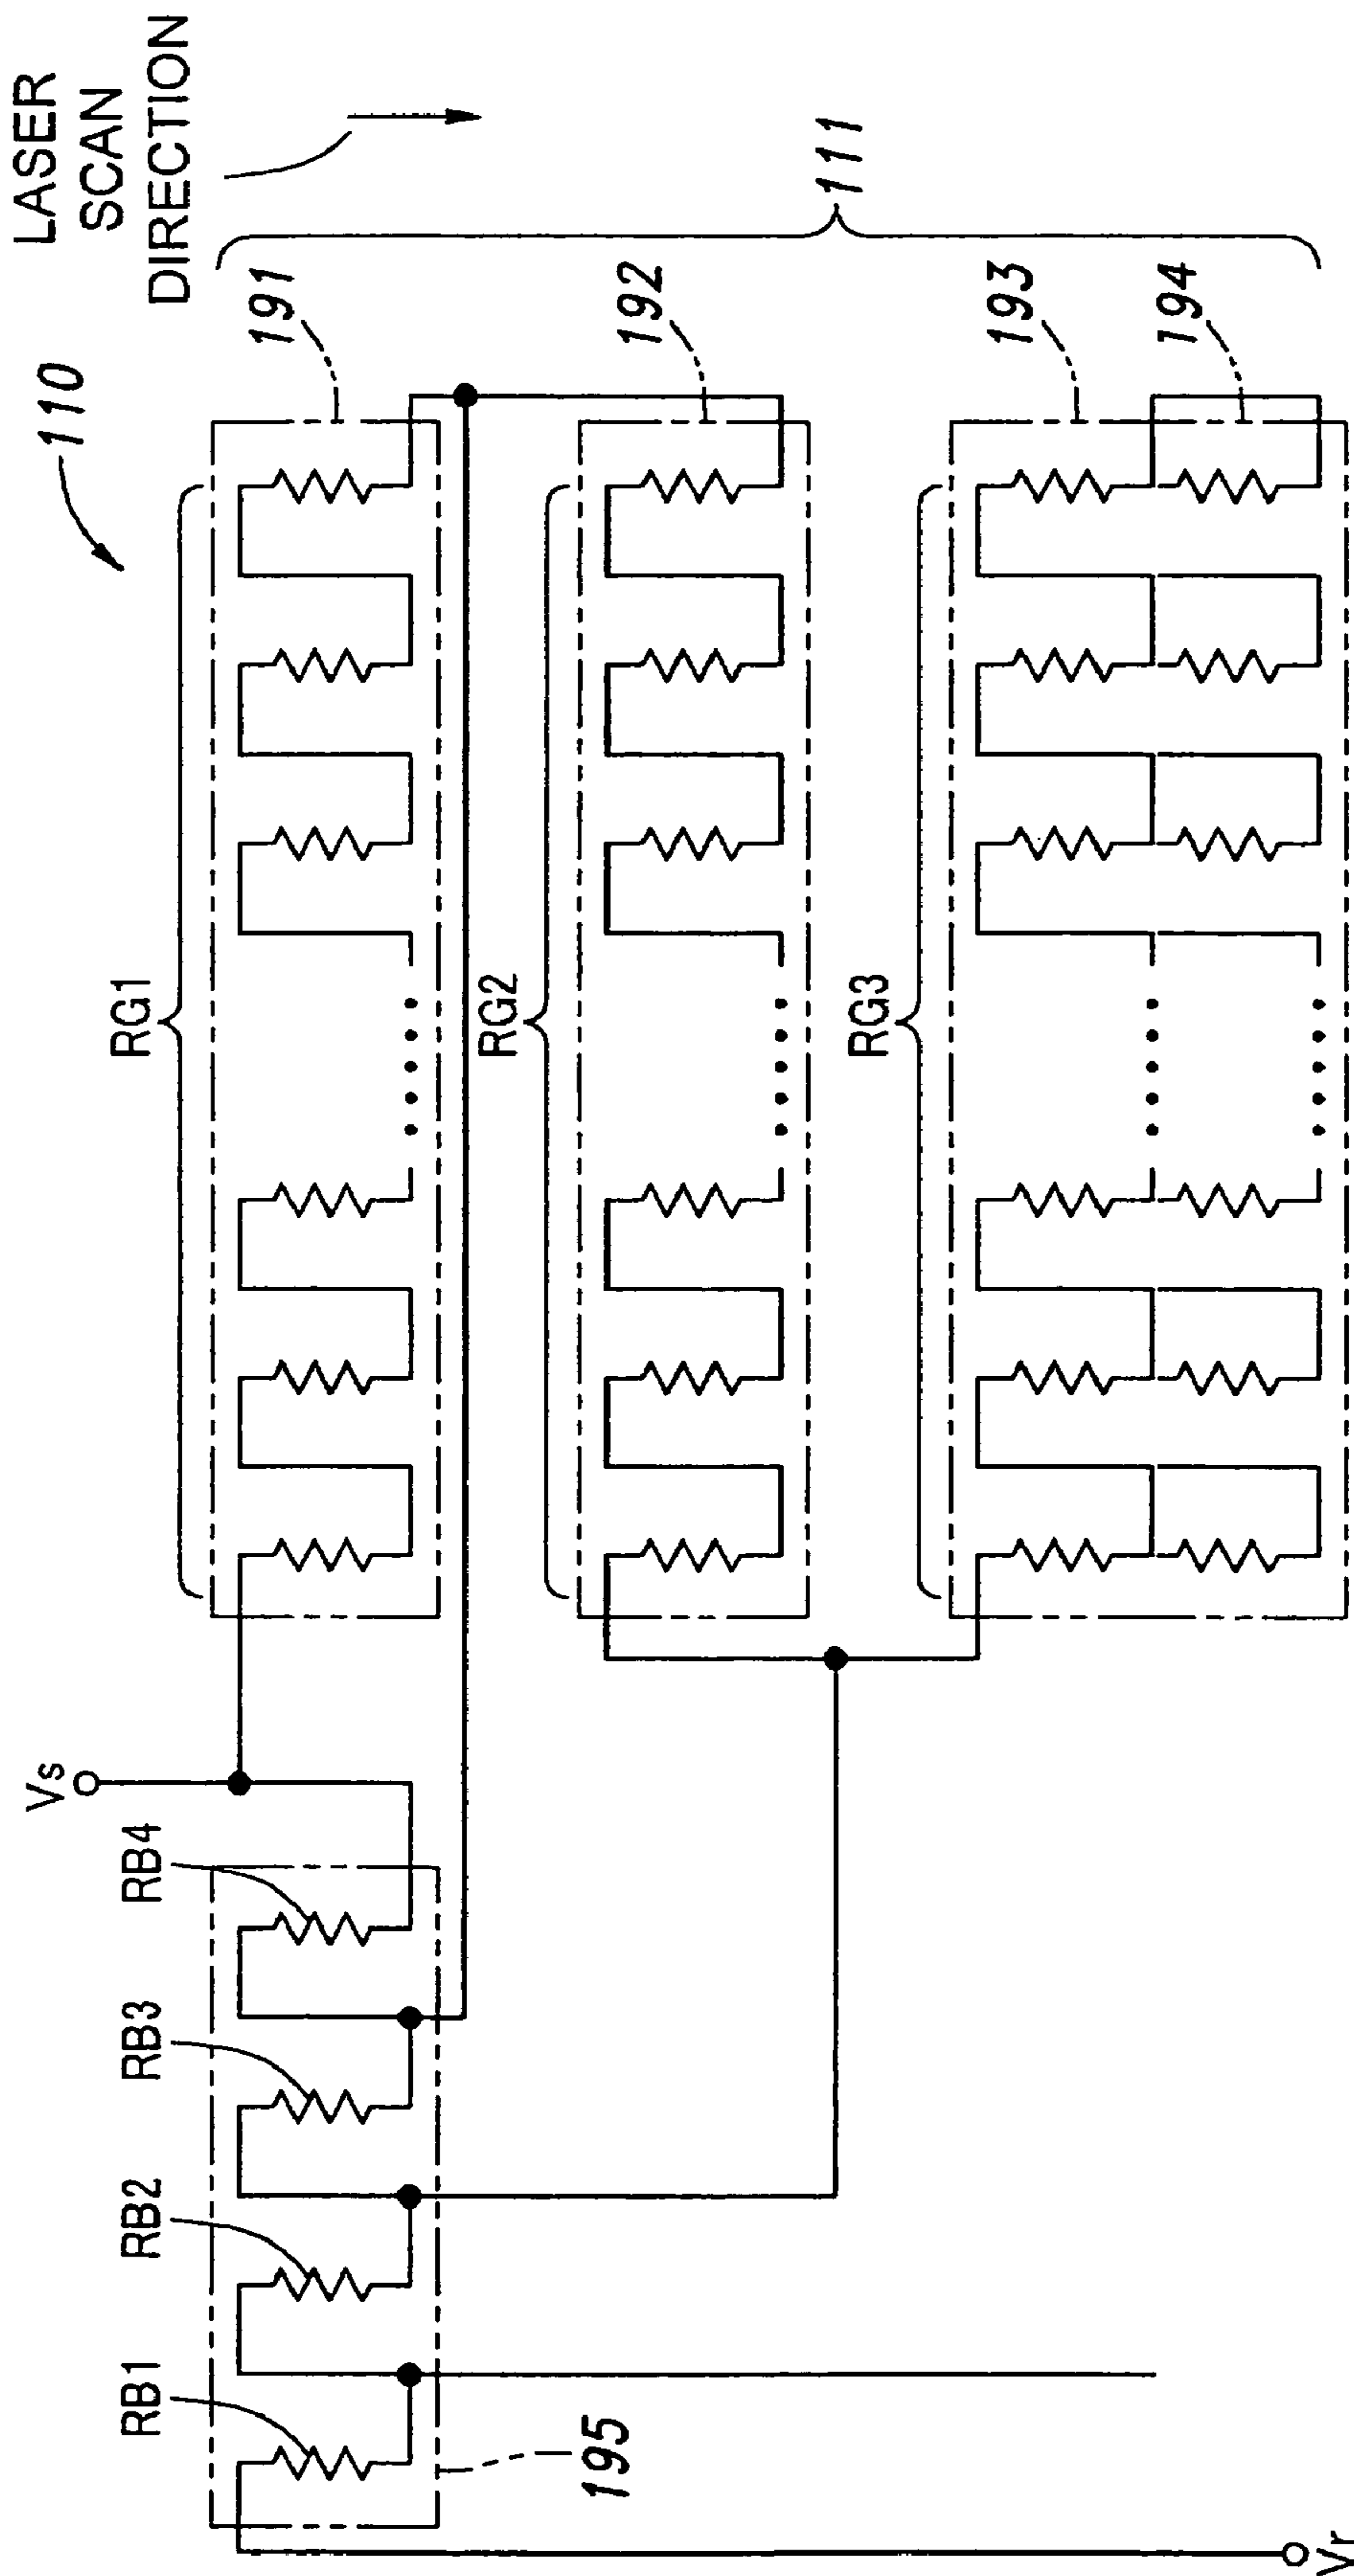 LASER
SCAN
DIRECTION
110
111
191
192
193
194
RG1
RG2
RG3
Vs
RB4
RB3
RB2
RB1
195
Vr